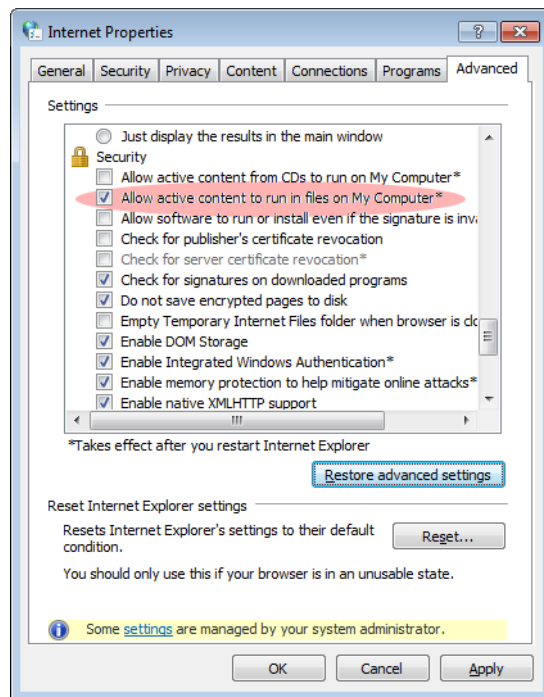 Internet Properties
General Security Privacy Content Connections Programs Advanced
Settings
Just display the results in the main window
Security
Allow active content from CDs to run on My Computer*
Allow active content to run in files on My Computer*
Allow software to run or install even if the signature is
Check for publisher's certificate revocation
Check for server certificate revocation*
Check for signatures on downloaded programs
Do not save encrypted pages to disk
Empty Temporary Internet Files folder when browser is
Enable DOM Storage
Enable Integrated Windows Authentication*
Enable memory protection to help mitigate online attacks*
Enable native XMLHTTP support
*Takes effect after you restart Internet Explorer
Restore advanced settings
Reset Internet Explorer settings
Resets Internet Explorer's settings to their default
condition.
Reset...
You should only use this if your browser is in an unusable state.
Some settings are managed by your system administrator.
OK Cancel Apply